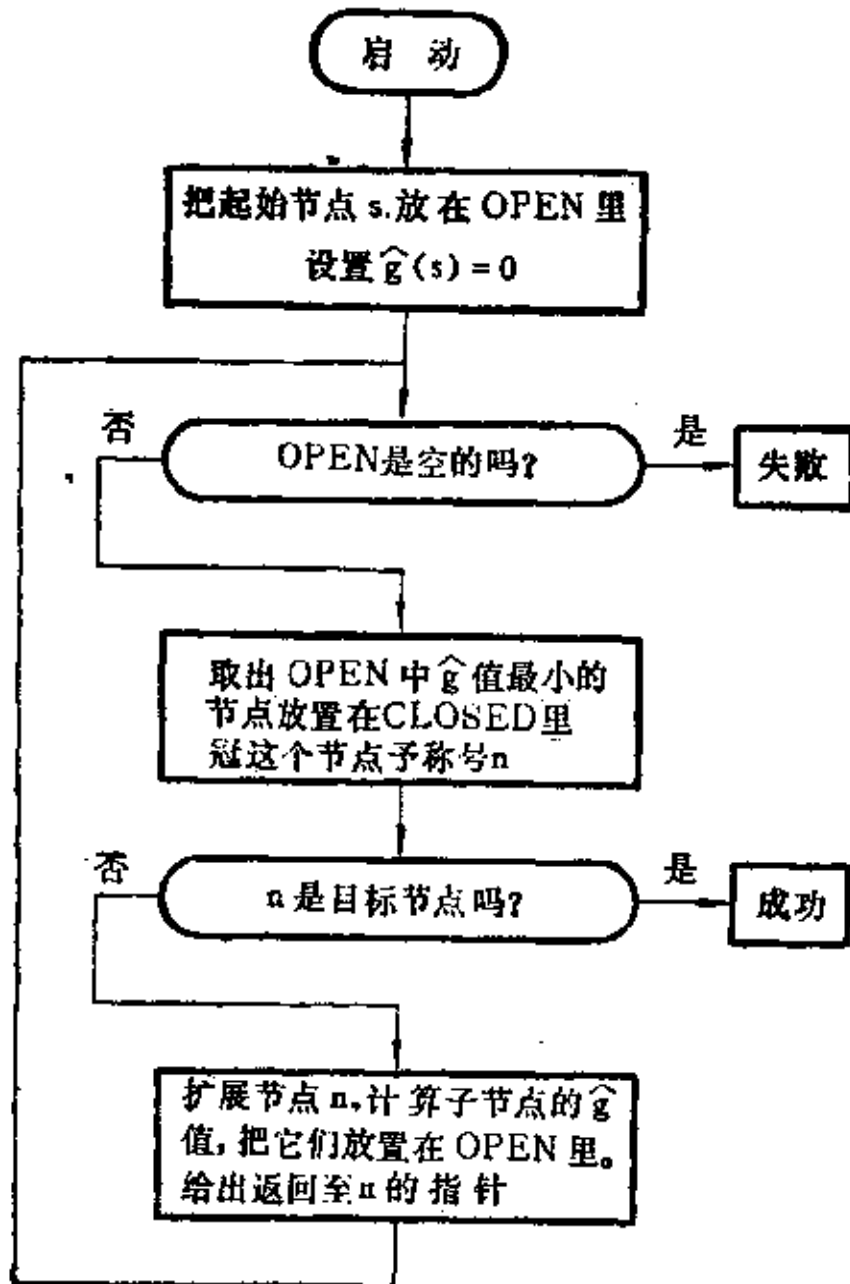 启 动
把起始节点 s.放在 OPEN 里
设置 ĝ(s) = 0
否
OPEN是空的吗?
是
失败
取出 OPEN 中 ĝ 值最小的
节点放置在CLOSED里
冠这个节点予称号n
否
n 是目标节点吗?
是
成功
扩展节点 n,计算子节点的 ĝ
值,把它们放置在 OPEN 里。
给出返回至n 的 指针